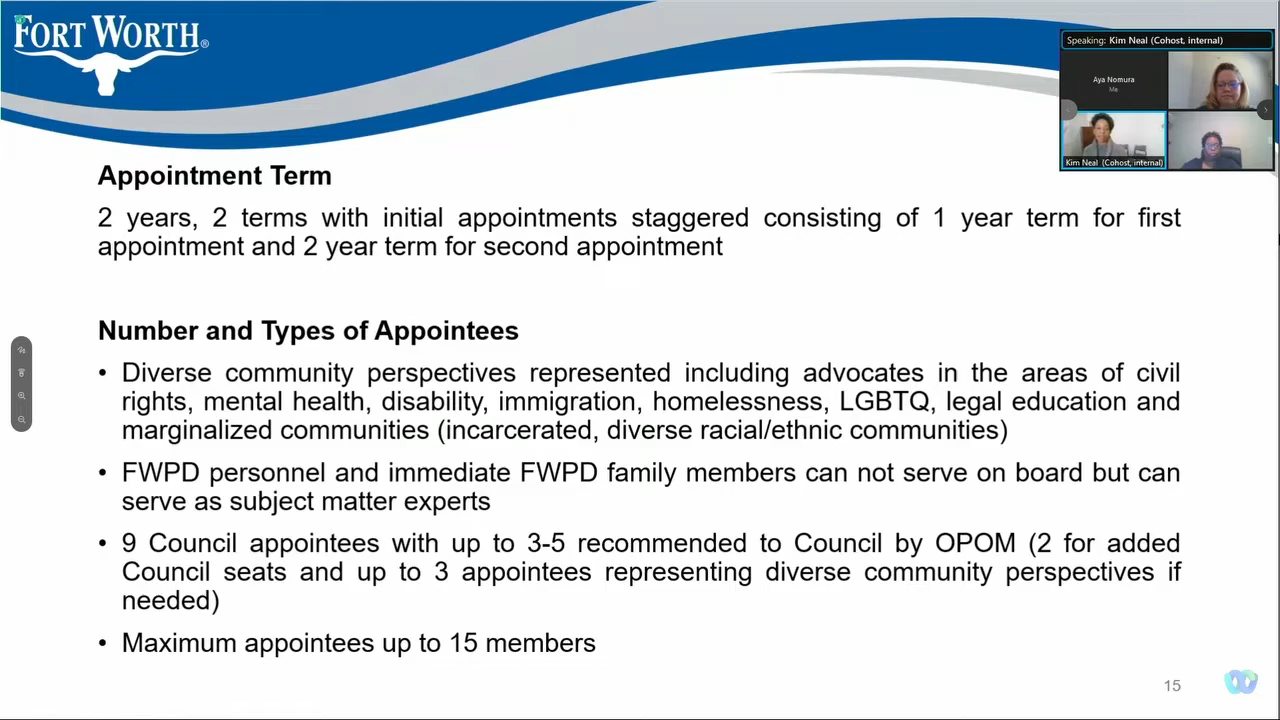 FORT WORTH®
Speaking: Kim Neal (Cohost, internal)
Aya Nomura
Me
Kim Neal (Cohost, internal)
Appointment Term
2 years, 2 terms with initial appointments staggered consisting of 1 year term for first
appointment and 2 year term for second appointment
Number and Types of Appointees
• Diverse community perspectives represented including advocates in the areas of civil
rights, mental health, disability, immigration, homelessness, LGBTQ, legal education and
marginalized communities (incarcerated, diverse racial/ethnic communities)
• FWPD personnel and immediate FWPD family members can not serve on board but can
serve as subject matter experts
• 9 Council appointees with up to 3-5 recommended to Council by OPOM (2 for added
Council seats and up to 3 appointees representing diverse community perspectives if
needed)
• Maximum appointees up to 15 members
15